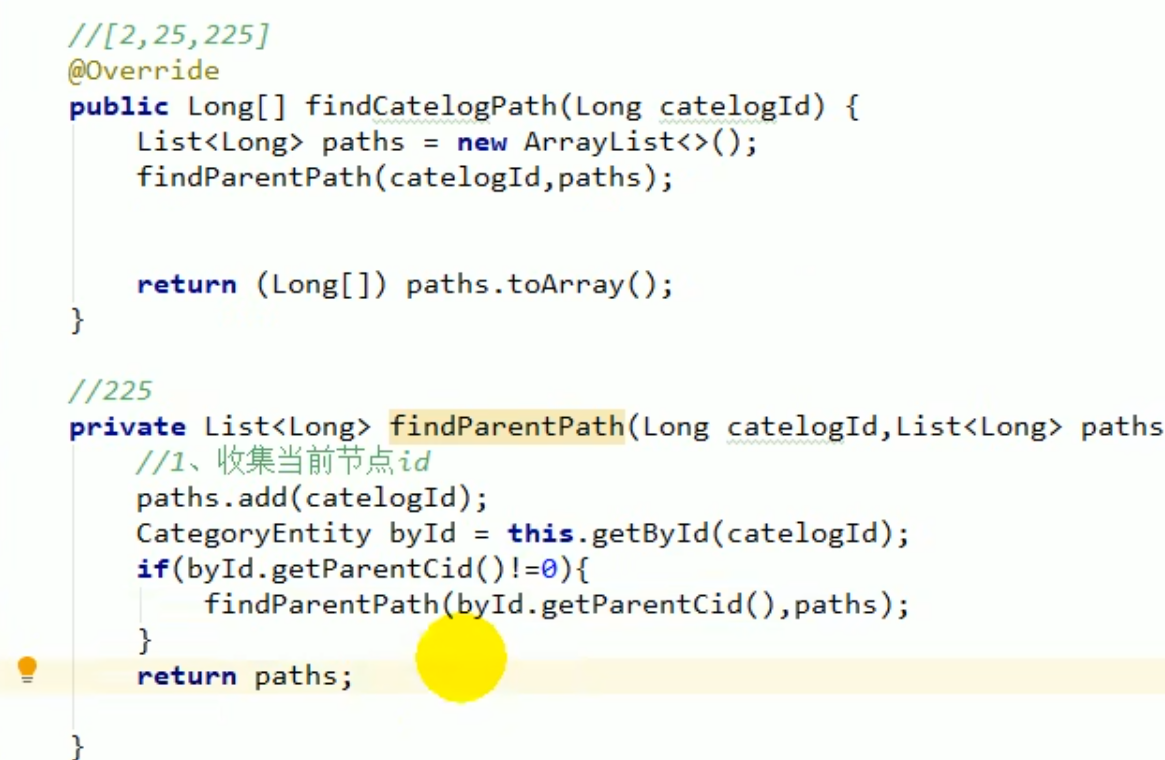 //[2,25,225]
@Override
public Long[] findCatelogPath(Long catelogId) {
List<Long> paths = new ArrayList<>();
findParentPath(catelogId,paths);
return (Long[]) paths.toArray();
}
//225
private List<Long> findParentPath(Long catelogId,List<Long> paths
//1、收集当前节点id
paths.add(catelogId);
CategoryEntity byId = this.getById(catelogId);
if(byId.getParentCid()!=0){
findParentPath(byId.getParentCid(),paths);
}
return paths;
}